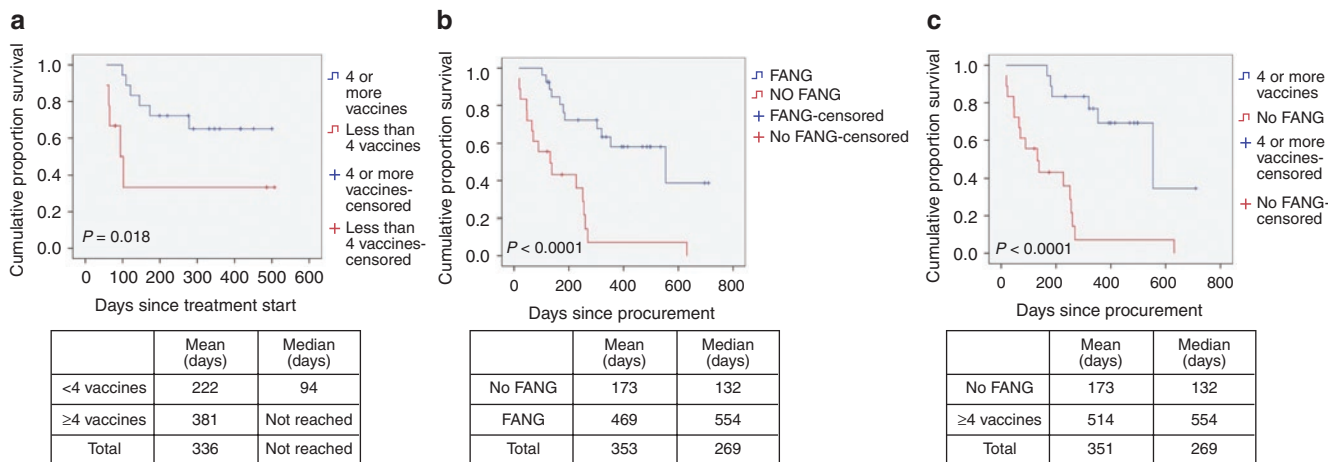 a
Cumulative proportion survival
1.0
0.8
0.6
0.4
0.2
0.0
P = 0.018
0 100 200 300 400 500 600
Days since treatment start
4 or
more
vaccines
Less than
4 vaccines
4 or more
vaccines-
censored
Less than
4 vaccines-
censored
Mean
(days)
Median
(days)
<4 vaccines 222 94
≥4 vaccines 381 Not reached
Total 336 Not reached
b
Cumulative proportion survival
1.0
0.8
0.6
0.4
0.2
0.0
P < 0.0001
0 200 400 600 800
Days since procurement
FANG
NO FANG
FANG-censored
No FANG-censored
Mean
(days)
Median
(days)
No FANG 173 132
FANG 469 554
Total 353 269
c
Cumulative proportion survival
1.0
0.8
0.6
0.4
0.2
0.0
P < 0.0001
0 200 400 600 800
Days since procurement
4 or more
vaccines
No FANG
4 or more
vaccines-
censored
No FANG-
censored
Mean
(days)
Median
(days)
No FANG 173 132
≥4 vaccines 514 554
Total 351 269